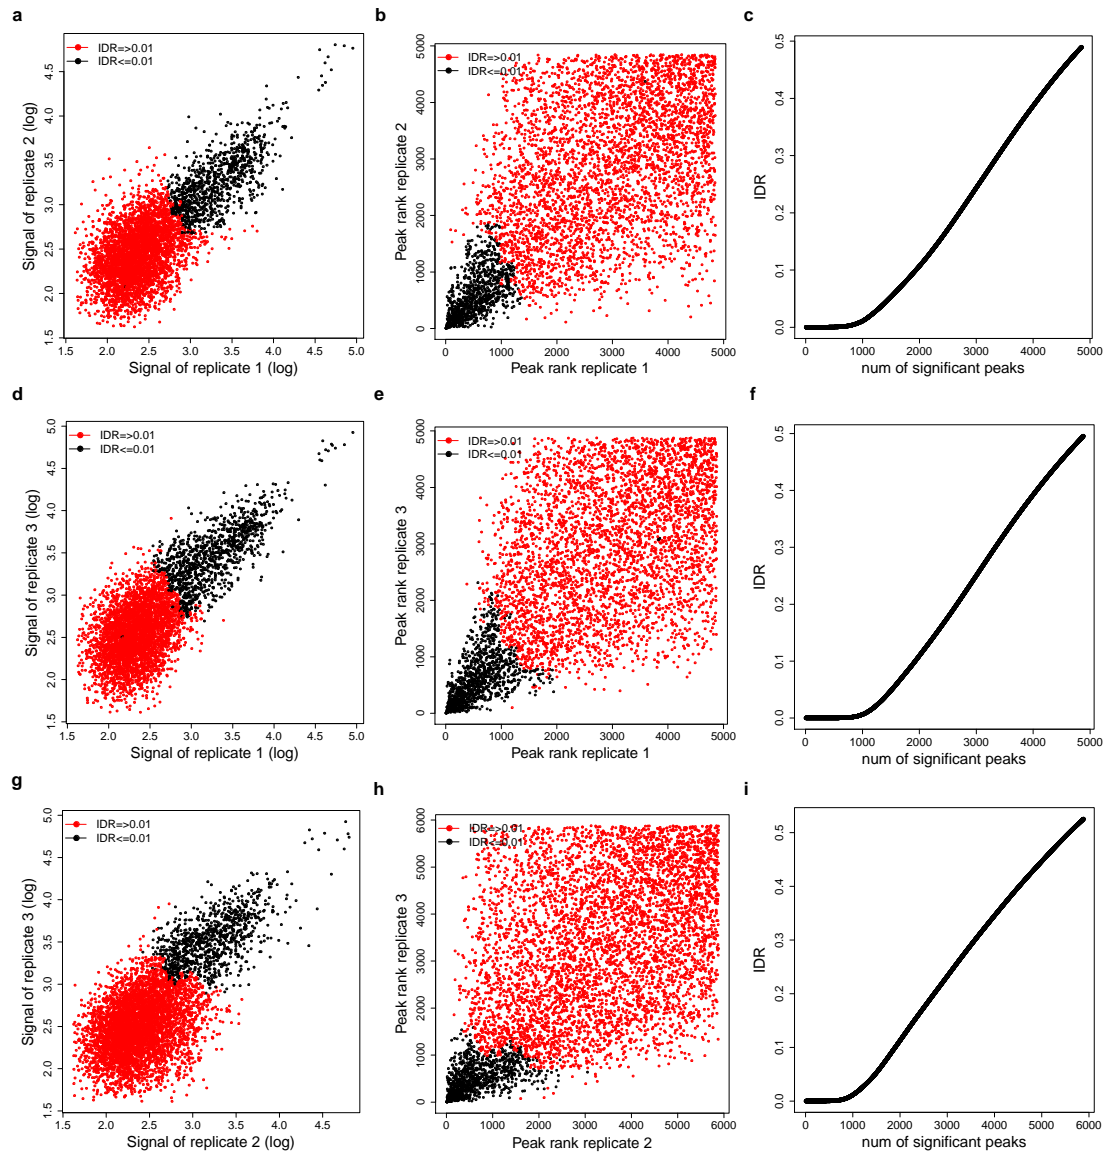 a
IDR=>0.01
IDR<=0.01
Signal of replicate 2 (log)
1.5 2.0 2.5 3.0 3.5 4.0 4.5
1.5 2.0 2.5 3.0 3.5 4.0 4.5 5.0
Signal of replicate 1 (log)
b
IDR=>0.01
IDR<=0.01
Peak rank replicate 2
0 1000 2000 3000 4000 5000
0 1000 2000 3000 4000 5000
Peak rank replicate 1
c
IDR
0.0 0.1 0.2 0.3 0.4 0.5
0 1000 2000 3000 4000 5000
num of significant peaks
d
IDR=>0.01
IDR<=0.01
Signal of replicate 3 (log)
1.5 2.0 2.5 3.0 3.5 4.0 4.5 5.0
1.5 2.0 2.5 3.0 3.5 4.0 4.5 5.0
Signal of replicate 1 (log)
e
IDR=>0.01
IDR<=0.01
Peak rank replicate 3
0 1000 2000 3000 4000 5000
0 1000 2000 3000 4000 5000
Peak rank replicate 1
f
IDR
0.0 0.1 0.2 0.3 0.4 0.5
0 1000 2000 3000 4000 5000
num of significant peaks
g
IDR=>0.01
IDR<=0.01
Signal of replicate 3 (log)
1.5 2.0 2.5 3.0 3.5 4.0 4.5 5.0
1.5 2.0 2.5 3.0 3.5 4.0 4.5
Signal of replicate 2 (log)
h
IDR=>0.01
IDR<=0.01
Peak rank replicate 3
0 1000 2000 3000 4000 5000 6000
0 1000 2000 3000 4000 5000 6000
Peak rank replicate 2
i
IDR
0.0 0.1 0.2 0.3 0.4 0.5
0 1000 2000 3000 4000 5000 6000
num of significant peaks